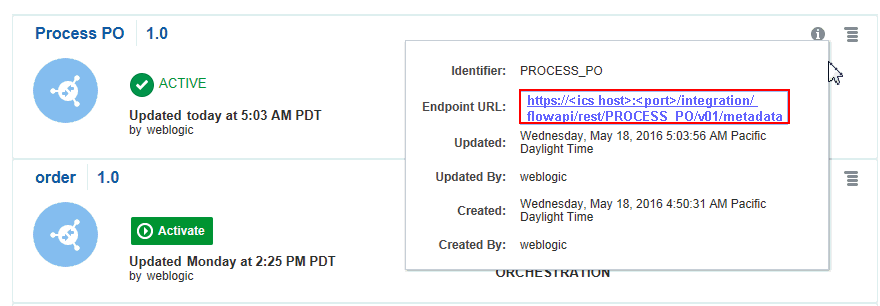 Process PO 1.0
ACTIVE
Updated today at 5:03 AM PDT
by weblogic
Identifier: PROCESS_PO
Endpoint URL: https://<ics host>:<port>/integration/
flowapi/rest/PROCESS_PO/v01/metadata
Updated: Wednesday, May 18, 2016 5:03:56 AM Pacific
Daylight Time
Updated By: weblogic
Created: Wednesday, May 18, 2016 4:50:31 AM Pacific
Daylight Time
Created By: weblogic
order 1.0
Activate
Updated Monday at 2:25 PM PDT
by weblogic
ORCHESTRATION